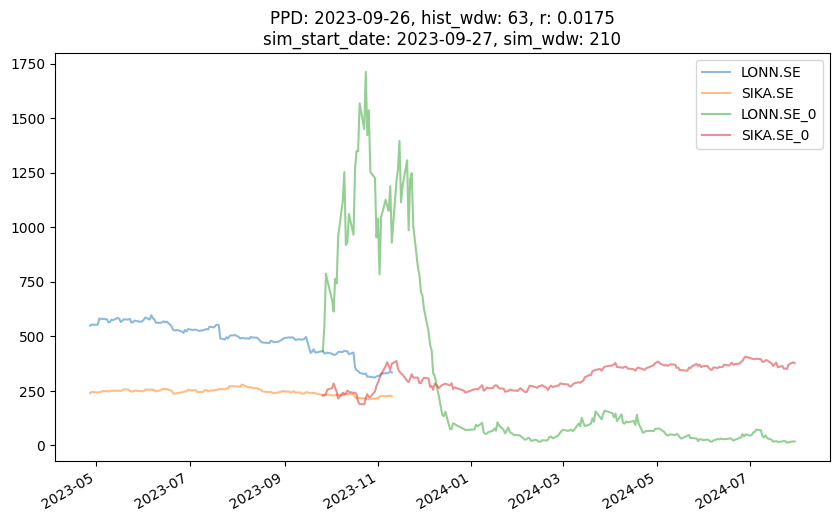 PPD: 2023-09-26, hist_wdw: 63, r: 0.0175
sim_start_date: 2023-09-27, sim_wdw: 210
1750
1500
1250
1000
750
500
250
0
LONN.SE
SIKA.SE
LONN.SE_0
SIKA.SE_0
2023-05
2023-07
2023-09
2023-11
2024-01
2024-03
2024-05
2024-07